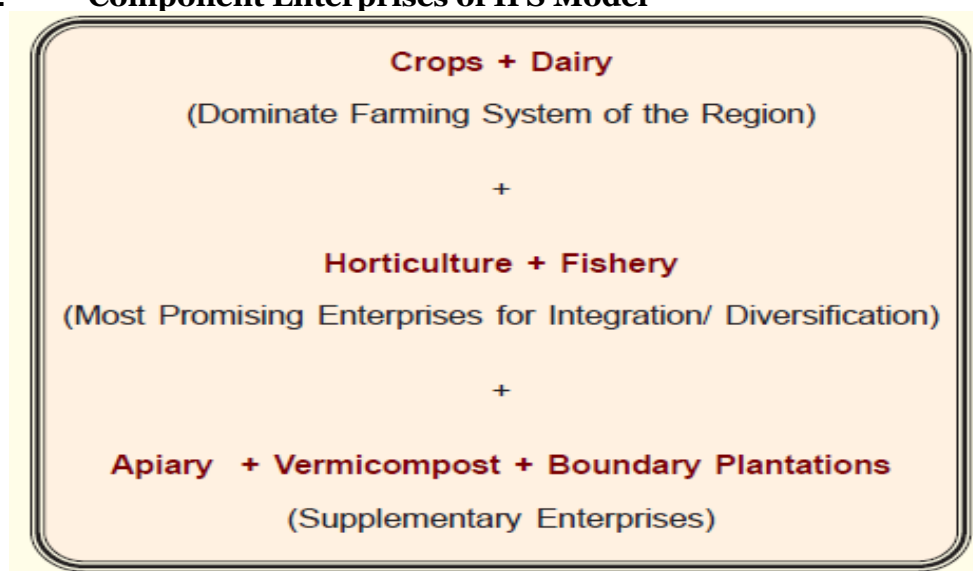 Component Enterprises of IFS Model
Crops + Dairy
(Dominate Farming System of the Region)
+
Horticulture + Fishery
(Most Promising Enterprises for Integration/ Diversification)
+
Apiary + Vermicompost + Boundary Plantations
(Supplementary Enterprises)